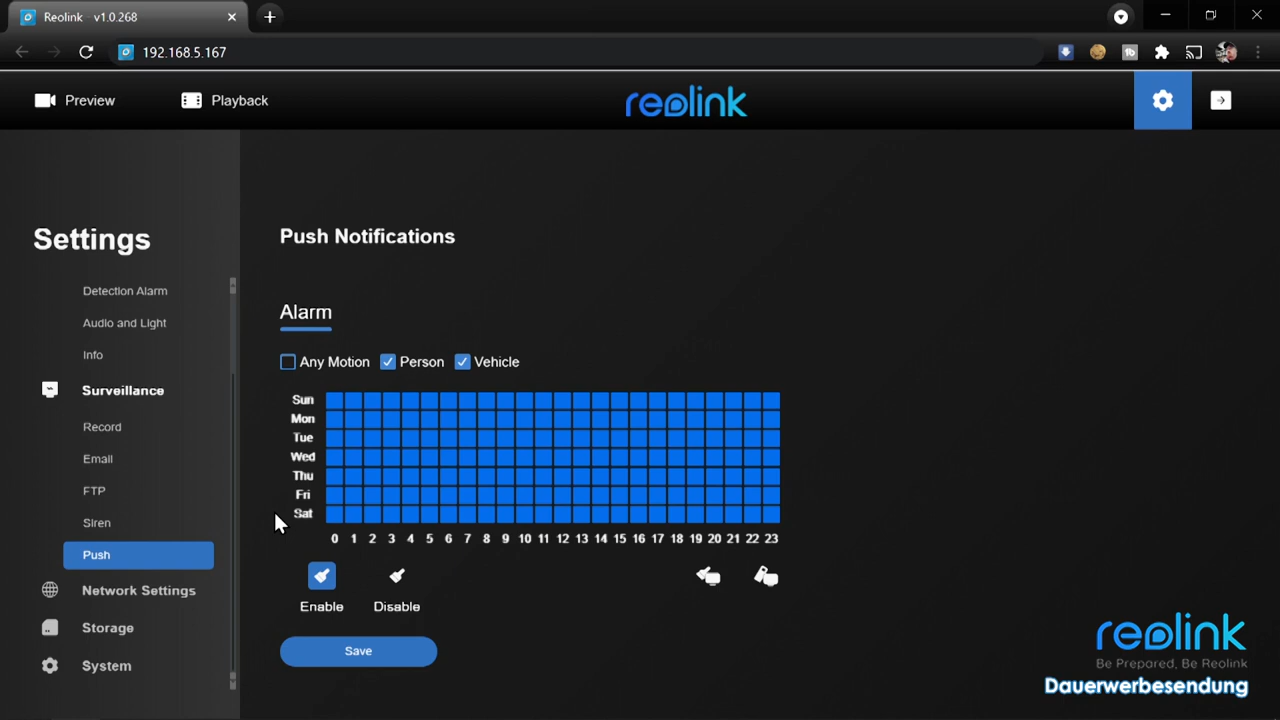 Reolink - v1.0.268
192.168.5.167
Preview
Playback
reolink
Settings
Detection Alarm
Audio and Light
Info
Surveillance
Record
Email
FTP
Siren
Push
Network Settings
Storage
System
Push Notifications
Alarm
Any Motion Person Vehicle
Sun
Mon
Tue
Wed
Thu
Fri
Sat
0 1 2 3 4 5 6 7 8 9 10 11 12 13 14 15 16 17 18 19 20 21 22 23
Enable Disable
Save
reolink
Be Prepared, Be Reolink
Dauerwerbesendung